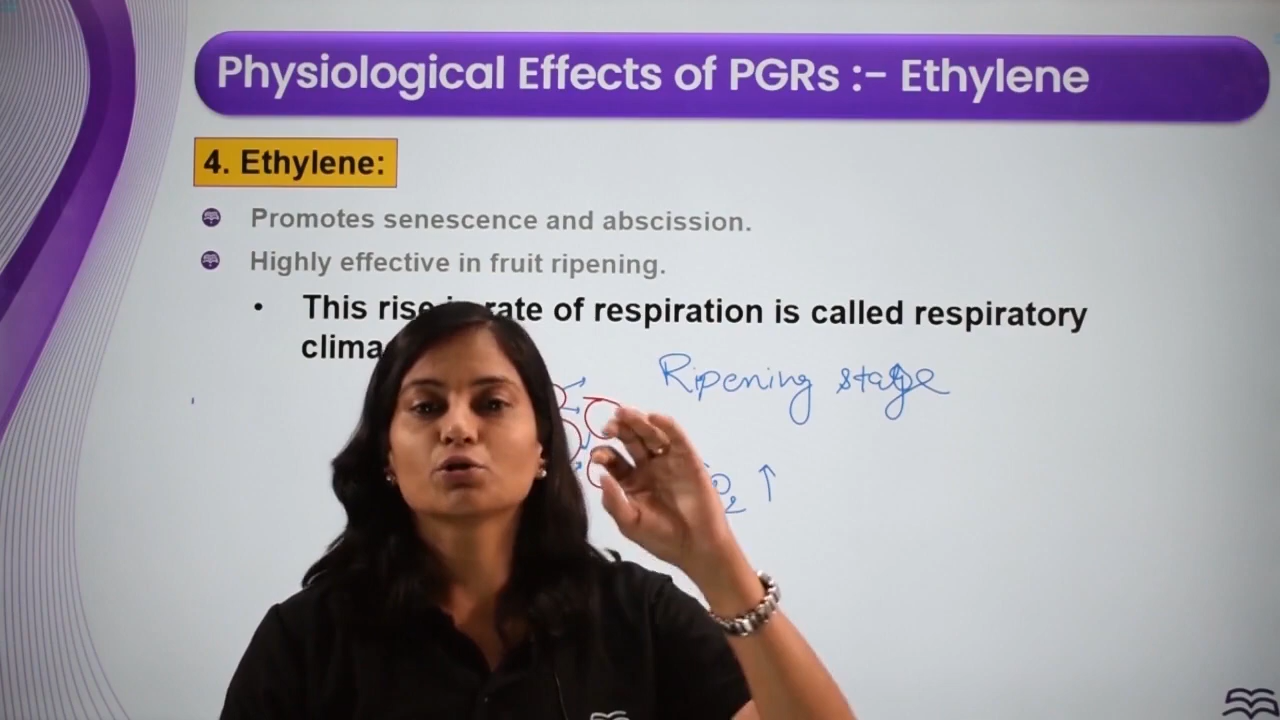 Physiological Effects of PGRs :- Ethylene
4. Ethylene:
Promotes senescence and abscission.
Highly effective in fruit ripening.
This rise rate of respiration is called respiratory
clima
Ripening stage
O₂ ↑